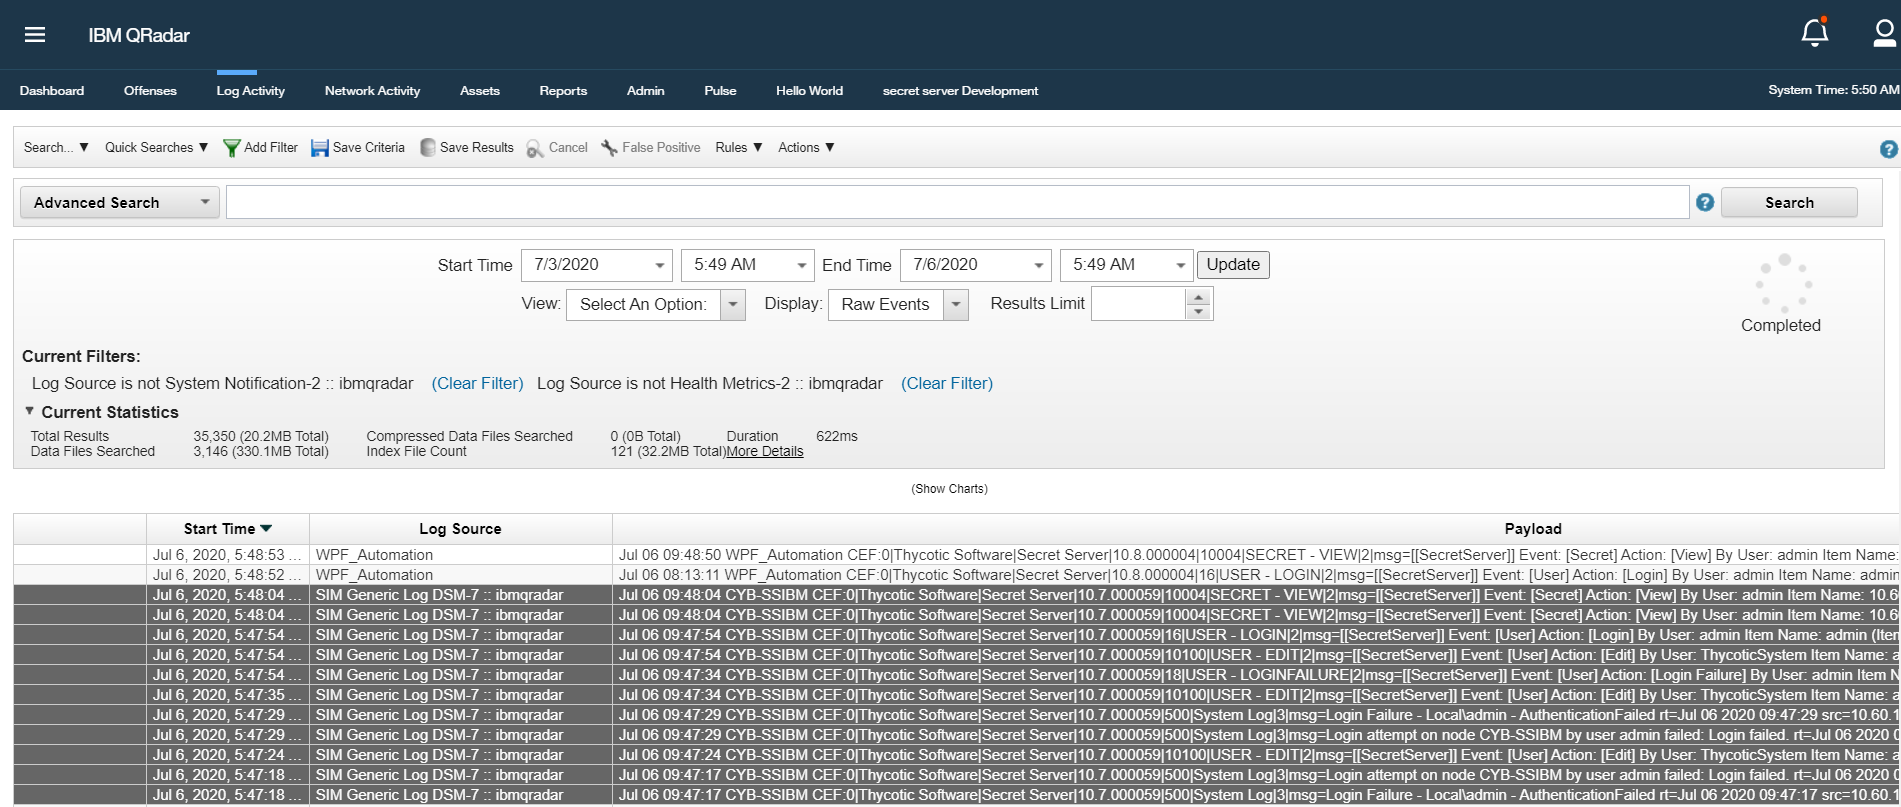 IBM QRadar
Dashboard Offenses Log Activity Network Activity Assets Reports Admin Pulse Hello World secret server Development System Time: 5:50 AM
Search... ▼ Quick Searches ▼ Add Filter Save Criteria Save Results Cancel False Positive Rules ▼ Actions ▼ ?
Advanced Search ? Search
Start Time 7/3/2020 5:49 AM End Time 7/6/2020 5:49 AM Update
View: Select An Option: Display: Raw Events Results Limit
Completed
Current Filters:
Log Source is not System Notification-2 :: ibmqradar (Clear Filter) Log Source is not Health Metrics-2 :: ibmqradar (Clear Filter)
▼ Current Statistics
Total Results 35,350 (20.2MB Total) Compressed Data Files Searched 0 (0B Total) Duration 622ms
Data Files Searched 3,146 (330.1MB Total) Index File Count 121 (32.2MB Total) More Details
(Show Charts)
Start Time ▼ Log Source Payload
Jul 6, 2020, 5:48:53 ... WPF_Automation Jul 06 09:48:50 WPF_Automation CEF:0|Thycotic Software|Secret Server|10.8.000004|10004|SECRET - VIEW|2|msg=[[SecretServer]] Event: [Secret] Action: [View] By User: admin Item Name:
Jul 6, 2020, 5:48:52 ... WPF_Automation Jul 06 08:13:11 WPF_Automation CEF:0|Thycotic Software|Secret Server|10.8.000004|16|USER - LOGIN|2|msg=[[SecretServer]] Event: [User] Action: [Login] By User: admin Item Name: admin
Jul 6, 2020, 5:48:04 ... SIM Generic Log DSM-7 :: ibmqradar Jul 06 09:48:04 CYB-SSIBM CEF:0|Thycotic Software|Secret Server|10.7.000059|10004|SECRET - VIEW|2|msg=[[SecretServer]] Event: [Secret] Action: [View] By User: admin Item Name: 10.6
Jul 6, 2020, 5:48:04 ... SIM Generic Log DSM-7 :: ibmqradar Jul 06 09:48:04 CYB-SSIBM CEF:0|Thycotic Software|Secret Server|10.7.000059|10004|SECRET - VIEW|2|msg=[[SecretServer]] Event: [Secret] Action: [View] By User: admin Item Name: 10.6
Jul 6, 2020, 5:47:54 ... SIM Generic Log DSM-7 :: ibmqradar Jul 06 09:47:54 CYB-SSIBM CEF:0|Thycotic Software|Secret Server|10.7.000059|16|USER - LOGIN|2|msg=[[SecretServer]] Event: [User] Action: [Login] By User: admin Item Name: admin (Iten
Jul 6, 2020, 5:47:54 ... SIM Generic Log DSM-7 :: ibmqradar Jul 06 09:47:54 CYB-SSIBM CEF:0|Thycotic Software|Secret Server|10.7.000059|10100|USER - EDIT|2|msg=[[SecretServer]] Event: [User] Action: [Edit] By User: ThycoticSystem Item Name: a
Jul 6, 2020, 5:47:54 ... SIM Generic Log DSM-7 :: ibmqradar Jul 06 09:47:34 CYB-SSIBM CEF:0|Thycotic Software|Secret Server|10.7.000059|18|USER - LOGINFAILURE|2|msg=[[SecretServer]] Event: [User] Action: [Login Failure] By User: admin Item N
Jul 6, 2020, 5:47:35 ... SIM Generic Log DSM-7 :: ibmqradar Jul 06 09:47:34 CYB-SSIBM CEF:0|Thycotic Software|Secret Server|10.7.000059|10100|USER - EDIT|2|msg=[[SecretServer]] Event: [User] Action: [Edit] By User: ThycoticSystem Item Name: a
Jul 6, 2020, 5:47:29 ... SIM Generic Log DSM-7 :: ibmqradar Jul 06 09:47:29 CYB-SSIBM CEF:0|Thycotic Software|Secret Server|10.7.000059|500|System Log|3|msg=Login Failure - Local\admin - AuthenticationFailed rt=Jul 06 2020 09:47:29 src=10.60.1
Jul 6, 2020, 5:47:29 ... SIM Generic Log DSM-7 :: ibmqradar Jul 06 09:47:29 CYB-SSIBM CEF:0|Thycotic Software|Secret Server|10.7.000059|500|System Log|3|msg=Login attempt on node CYB-SSIBM by user admin failed: Login failed. rt=Jul 06 2020 0
Jul 6, 2020, 5:47:24 ... SIM Generic Log DSM-7 :: ibmqradar Jul 06 09:47:24 CYB-SSIBM CEF:0|Thycotic Software|Secret Server|10.7.000059|10100|USER - EDIT|2|msg=[[SecretServer]] Event: [User] Action: [Edit] By User: ThycoticSystem Item Name: a
Jul 6, 2020, 5:47:18 ... SIM Generic Log DSM-7 :: ibmqradar Jul 06 09:47:17 CYB-SSIBM CEF:0|Thycotic Software|Secret Server|10.7.000059|500|System Log|3|msg=Login attempt on node CYB-SSIBM by user admin failed: Login failed. rt=Jul 06 2020 0
Jul 6, 2020, 5:47:18 ... SIM Generic Log DSM-7 :: ibmqradar Jul 06 09:47:17 CYB-SSIBM CEF:0|Thycotic Software|Secret Server|10.7.000059|500|System Log|3|msg=Login Failure - Local\admin - AuthenticationFailed rt=Jul 06 2020 09:47:17 src=10.60.1